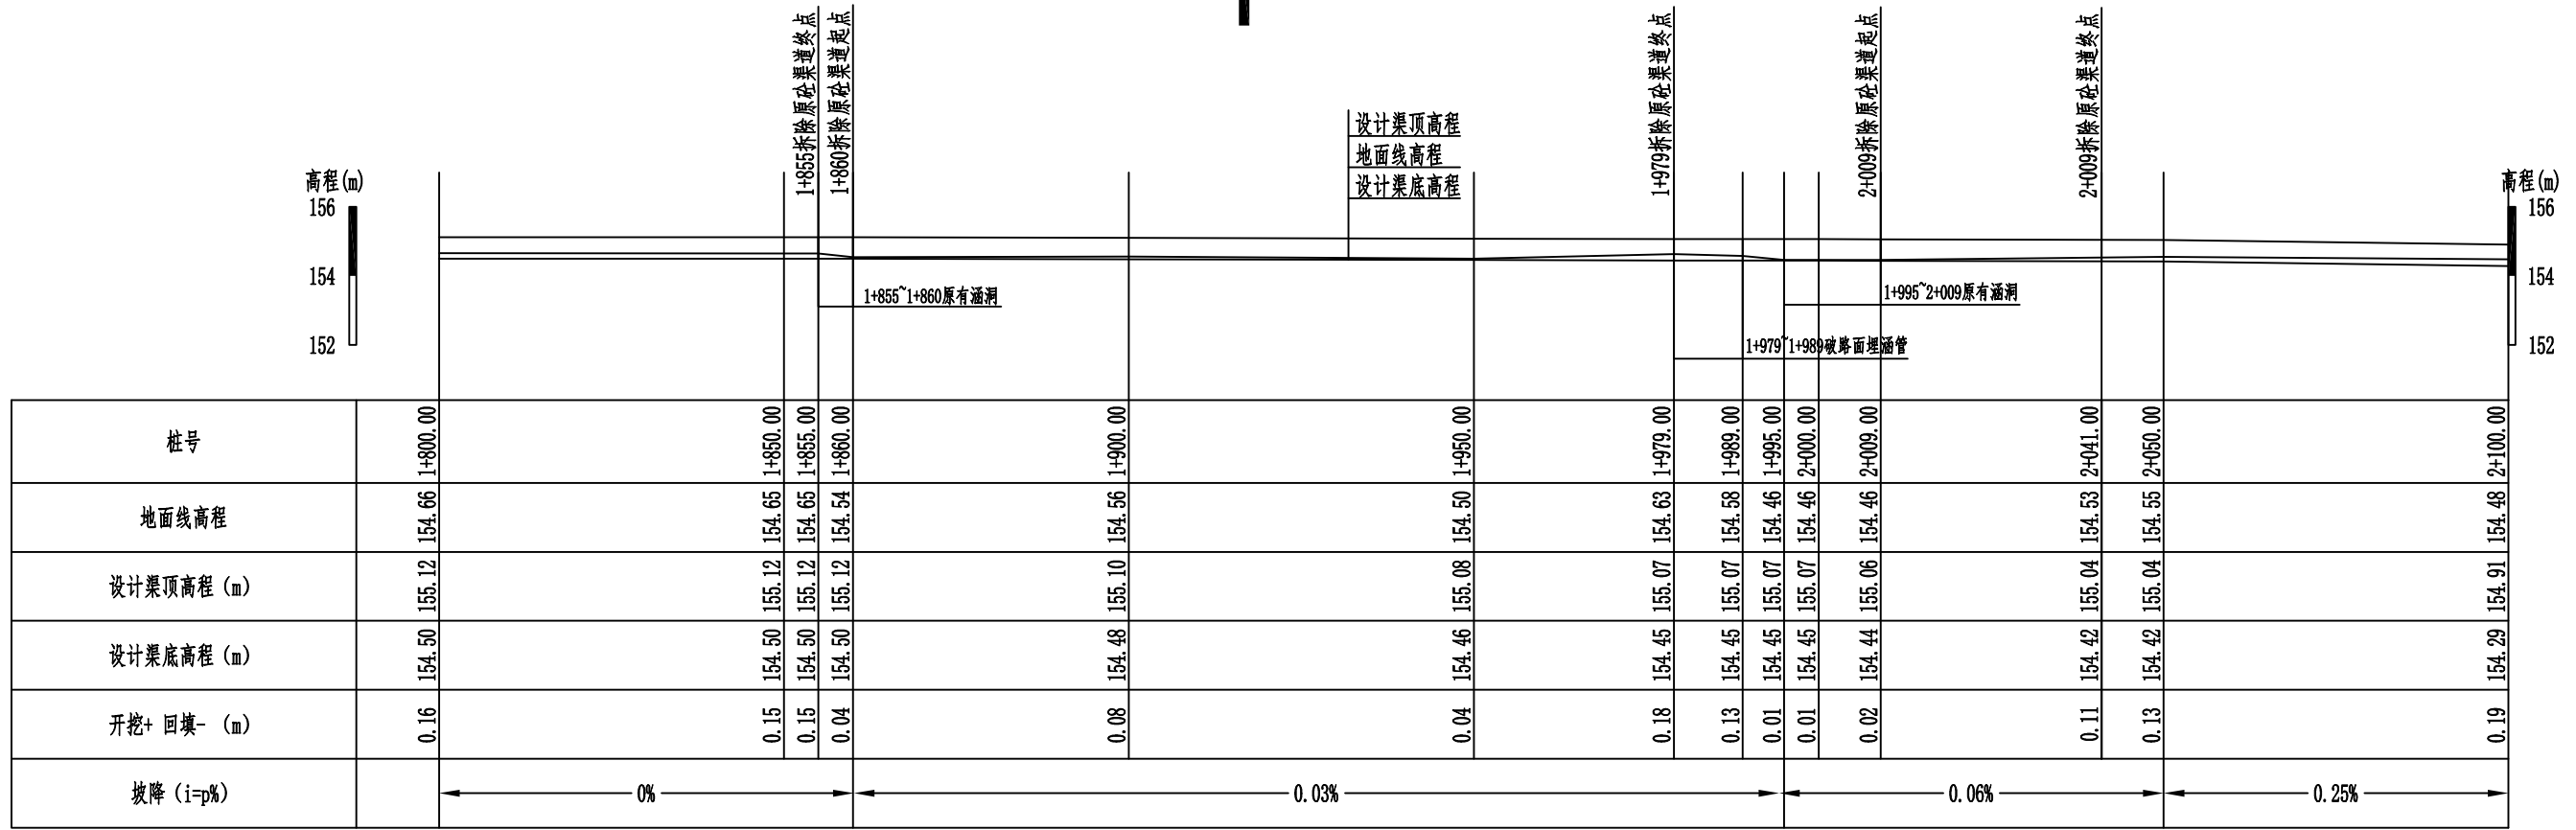 1+855拆除原砼渠道终点
1+860拆除原砼渠道起点
1+979拆除原砼渠道终点
2+009拆除原砼渠道起点
2+009拆除原砼渠道终点
设计渠顶高程
地面线高程
设计渠底高程
高程(m)
156
154
152
高程(m)
156
154
152
1+855~1+860原有涵洞
1+995~2+009原有涵洞
1+979~1+989破路面埋涵管
桩号 1+800.00 1+850.00 1+855.00 1+860.00 1+900.00 1+950.00 1+979.00 1+989.00 1+995.00 2+000.00 2+009.00 2+041.00 2+050.00 2+100.00
地面线高程 154.66 154.65 154.65 154.54 154.56 154.50 154.63 154.58 154.46 154.46 154.46 154.53 154.55 154.48
设计渠顶高程 (m) 155.12 155.12 155.12 155.12 155.10 155.08 155.07 155.07 155.07 155.07 155.06 155.04 155.04 154.91
设计渠底高程 (m) 154.50 154.50 154.50 154.50 154.48 154.46 154.45 154.45 154.45 154.45 154.44 154.42 154.42 154.29
开挖+ 回填- (m) 0.16 0.15 0.15 0.04 0.08 0.04 0.18 0.13 0.01 0.01 0.02 0.11 0.13 0.19
坡降 (i=p%) 0% 0.03% 0.06% 0.25%